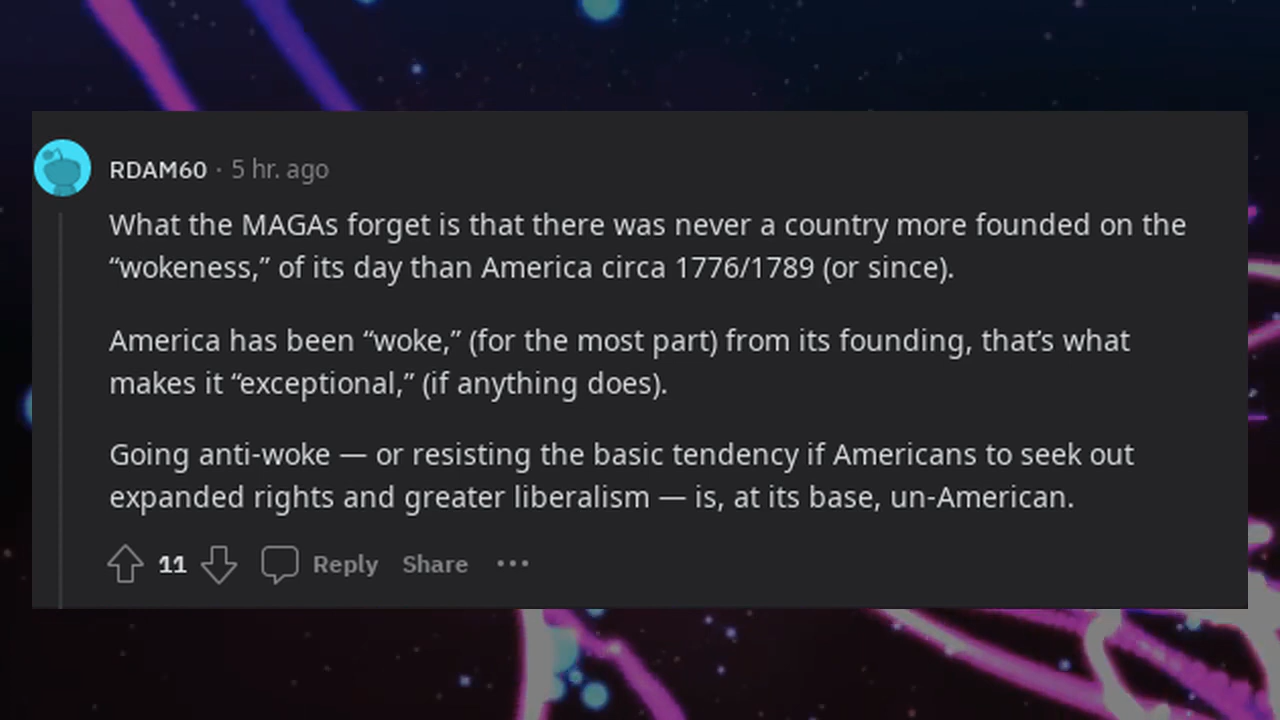 RDAM60 · 5 hr. ago
What the MAGAs forget is that there was never a country more founded on the
“wokeness,” of its day than America circa 1776/1789 (or since).
America has been “woke,” (for the most part) from its founding, that’s what
makes it “exceptional,” (if anything does).
Going anti-woke — or resisting the basic tendency if Americans to seek out
expanded rights and greater liberalism — is, at its base, un-American.
11 Reply Share •••